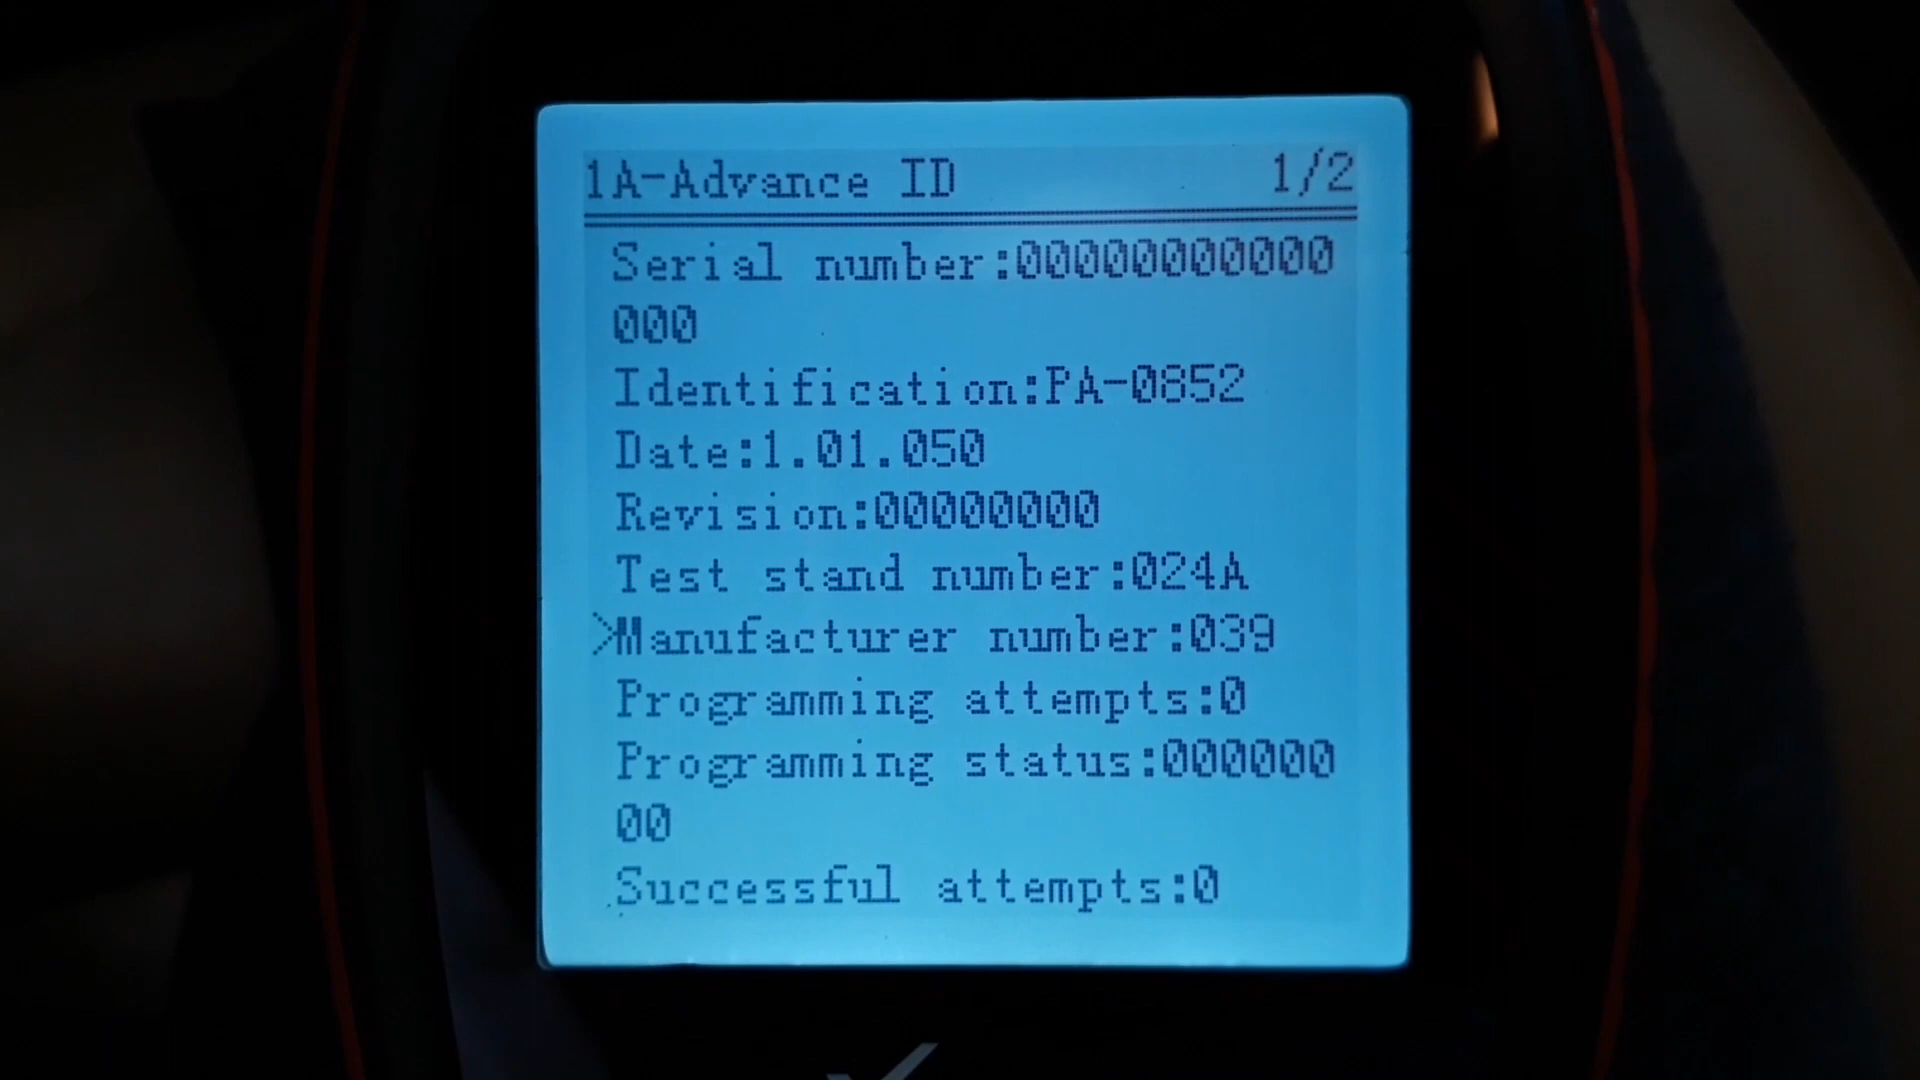 1A-Advance ID 1/2
Serial number:00000000000
000
Identification:PA-0852
Date:1.01.050
Revision:00000000
Test stand number:024A
>Manufacturer number:039
Programming attempts:0
Programming status:000000
00
Successful attempts:0